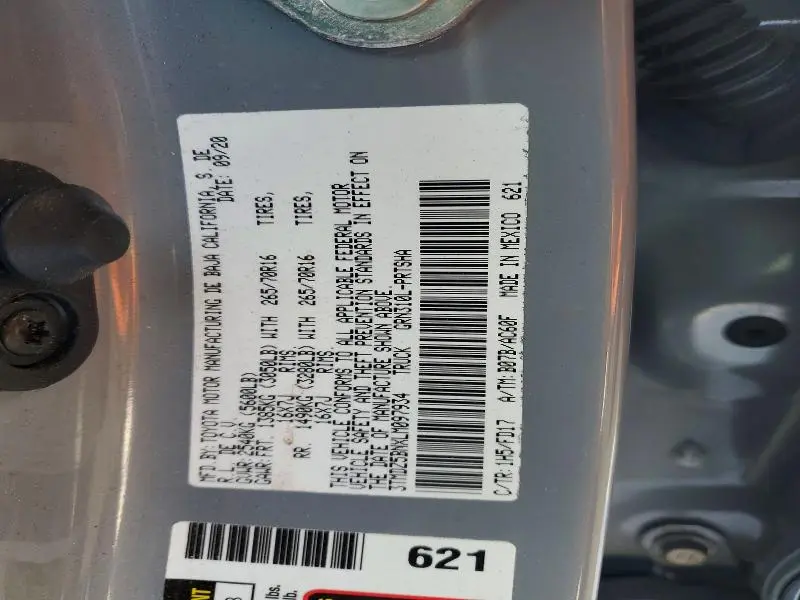 MFD.BY: TOYOTA MOTOR MANUFACTURING DE BAJA CALIFORNIA, S. DE
R. L. DE C. V. DATE: 09/20
GVWR: 2540KG (5600LB)
GAWR: FRT. 1385KG (3050LB) WITH 265/70R16 TIRES,
16X7J RIMS
RR. 1490KG (3280LB) WITH 265/70R16 TIRES,
16X7J RIMS
THIS VEHICLE CONFORMS TO ALL APPLICABLE FEDERAL MOTOR
VEHICLE SAFETY AND THEFT PREVENTION STANDARDS IN EFFECT ON
THE DATE OF MANUFACTURE SHOWN ABOVE.
TRUCK GRN310L-PRTSHA
C/TR: 1H5/FD17 A/TM: B07B/AC60F MADE IN MEXICO 621
621
lbs.
lb.